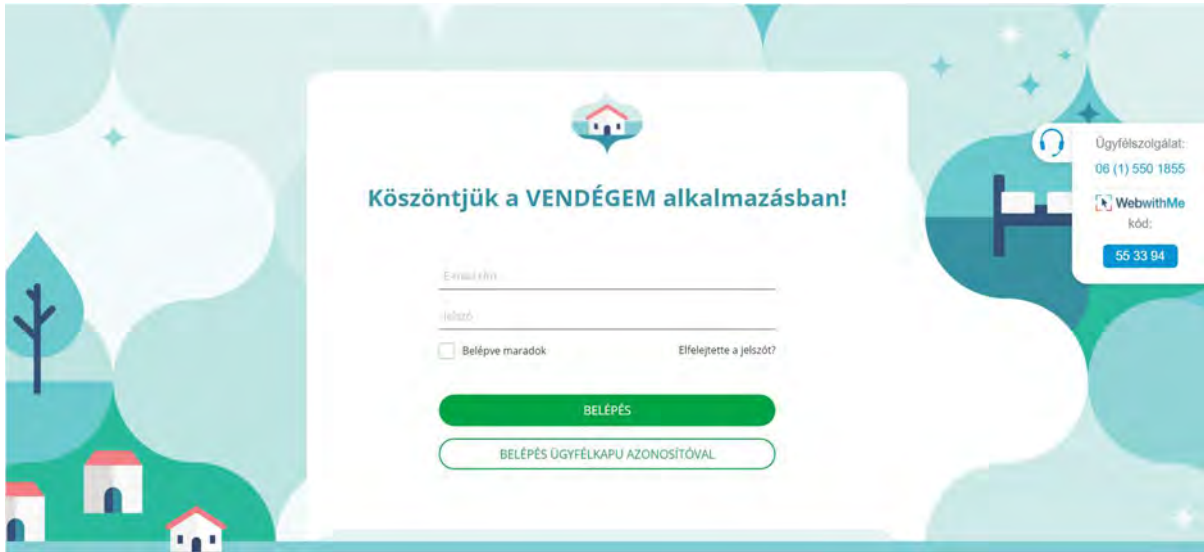 Köszöntjük a VENDÉGEM alkalmazásban!
E-mail cím
Jelszó
Belépve maradok
Elfelejtette a jelszót?
BELÉPÉS
BELÉPÉS ÜGYFÉLKAPU AZONOSÍTÓVAL
Ügyfélszolgálat:
06 (1) 550 1855
WebwithMe
kód:
55 33 94